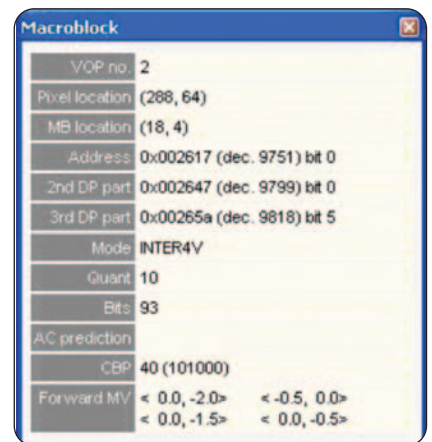 Macroblock
VOP no. 2
Pixel location (288, 64)
MB location (18, 4)
Address 0x002617 (dec. 9751) bit 0
2nd DP part 0x002647 (dec. 9799) bit 0
3rd DP part 0x00265a (dec. 9818) bit 5
Mode INTER4V
Quant 10
Bits 93
AC prediction
CBP 40 (101000)
Forward MV < 0.0, -2.0> < -0.5, 0.0>
< 0.0, -1.5> < 0.0, -0.5>